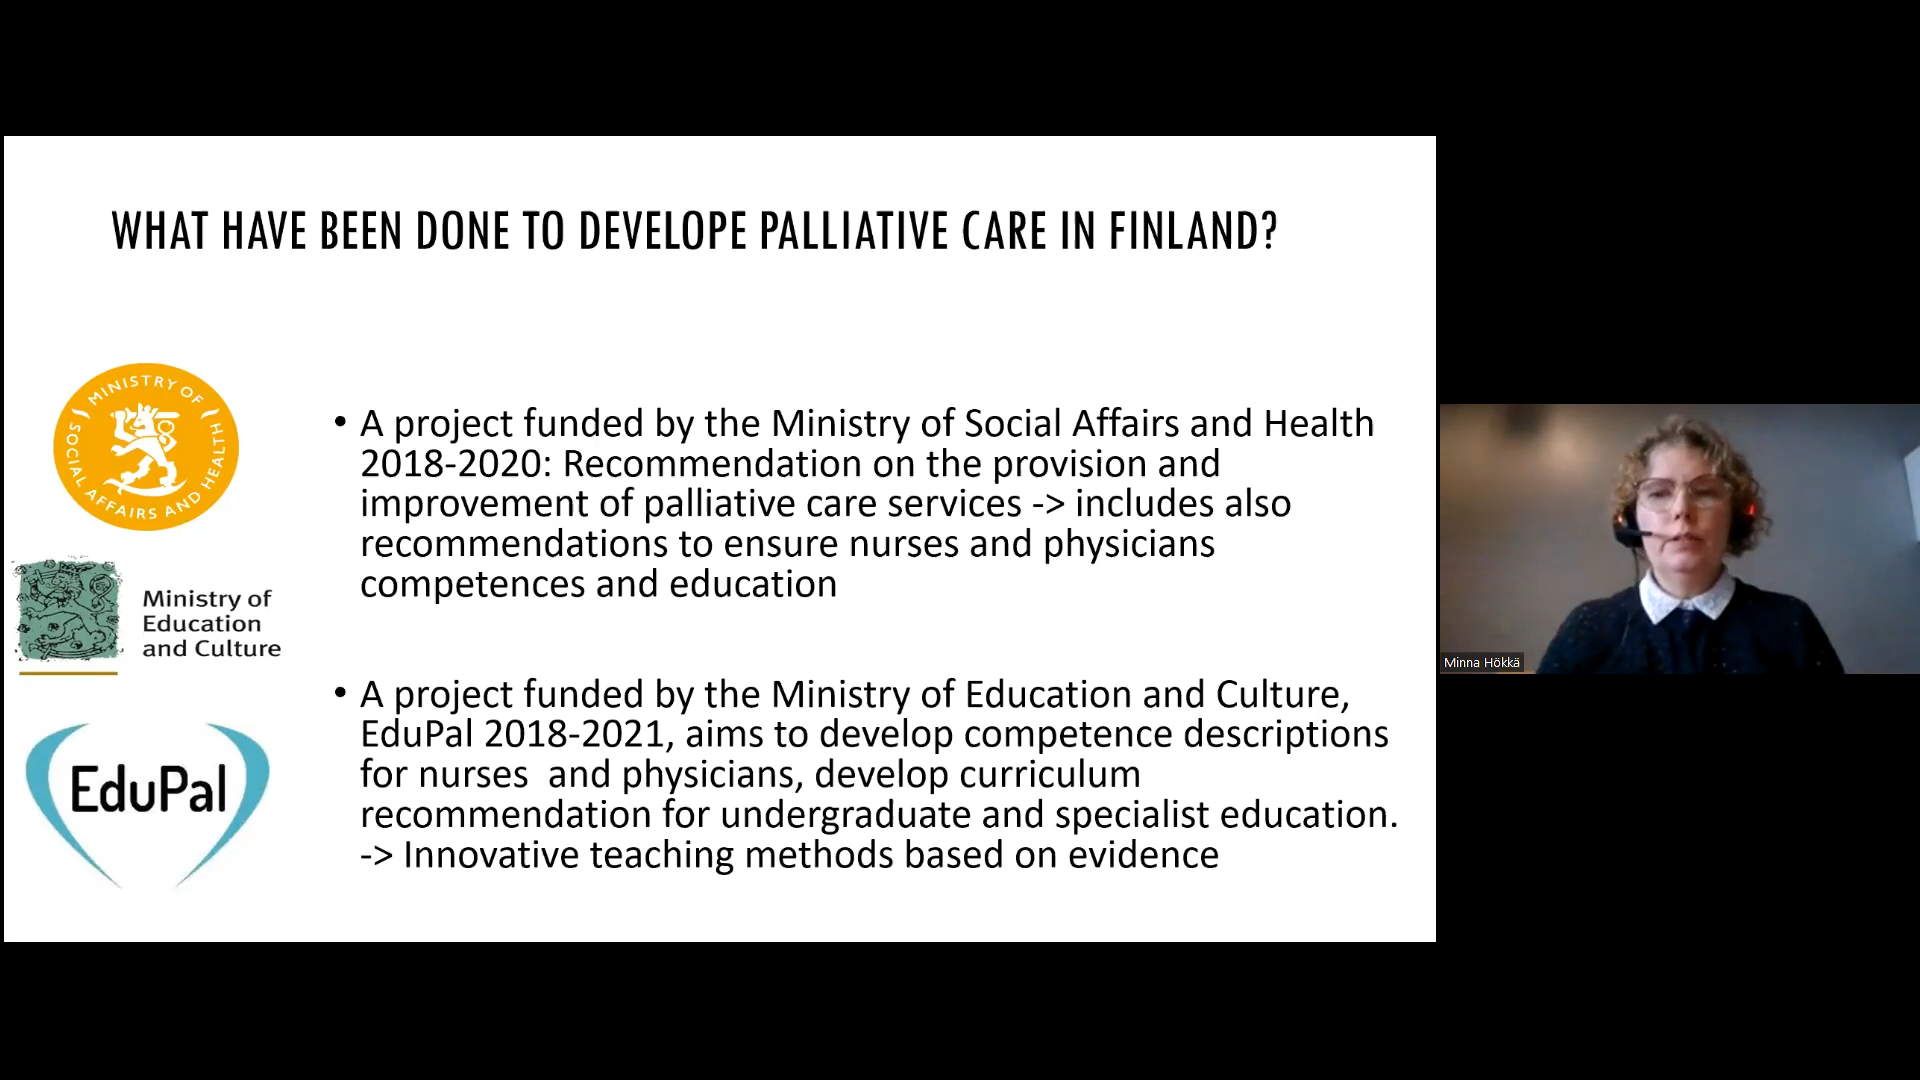 WHAT HAVE BEEN DONE TO DEVELOPE PALLIATIVE CARE IN FINLAND?
MINISTRY OF
SOCIAL AFFAIRS AND HEALTH
• A project funded by the Ministry of Social Affairs and Health
2018-2020: Recommendation on the provision and
improvement of palliative care services -> includes also
recommendations to ensure nurses and physicians
competences and education
Ministry of
Education
and Culture
• A project funded by the Ministry of Education and Culture,
EduPal 2018-2021, aims to develop competence descriptions
for nurses  and physicians, develop curriculum
recommendation for undergraduate and specialist education.
-> Innovative teaching methods based on evidence
EduPal
Minna Hökkä